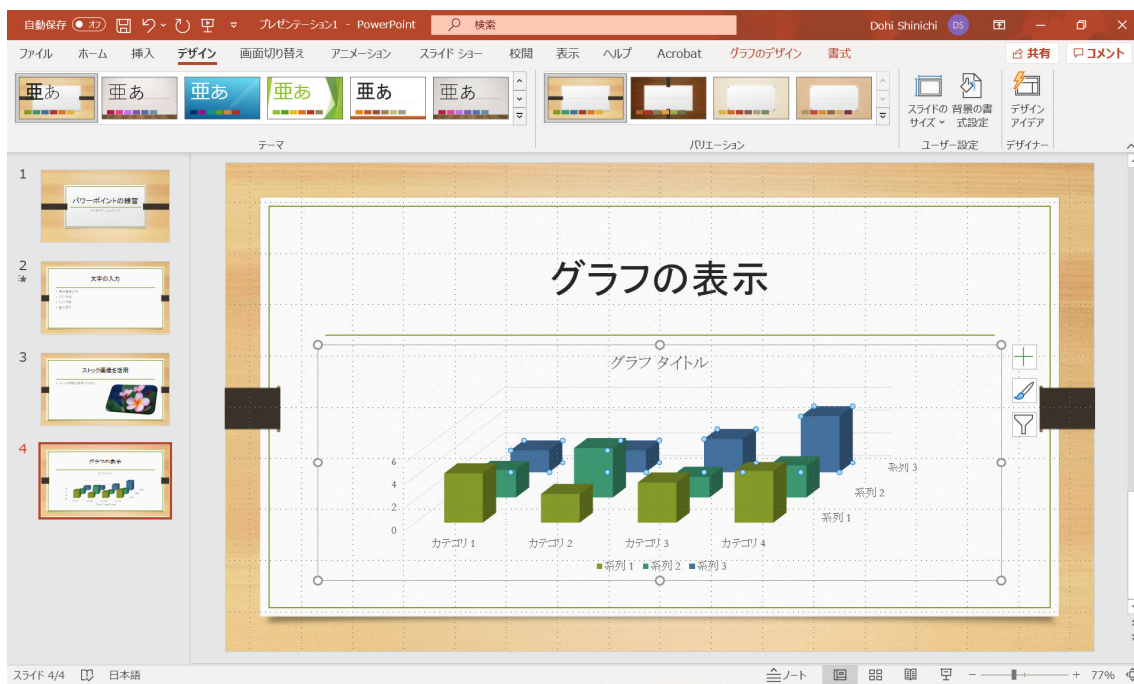 自動保存 オフ プレゼンテーション1 - PowerPoint 検索 Dohi Shinichi DS
ファイル ホーム 挿入 デザイン 画面切り替え アニメーション スライド ショー 校閲 表示 ヘルプ Acrobat グラフのデザイン 書式 共有 コメント
亜あ 亜あ 亜あ 亜あ 亜あ 亜あ
スライドの サイズ 背景の書式設定 デザイン アイデア
テーマ バリエーション ユーザー設定 デザイナー
1
パワーポイントの練習
2
文字の入力
3
ストック画像を活用
4
グラフの表示
グラフの表示
グラフ タイトル
6
4
2
0
系列 3
系列 2
系列 1
カテゴリ 1 カテゴリ 2 カテゴリ 3 カテゴリ 4
系列 1 系列 2 系列 3
スライド 4/4 日本語 ノート 77%